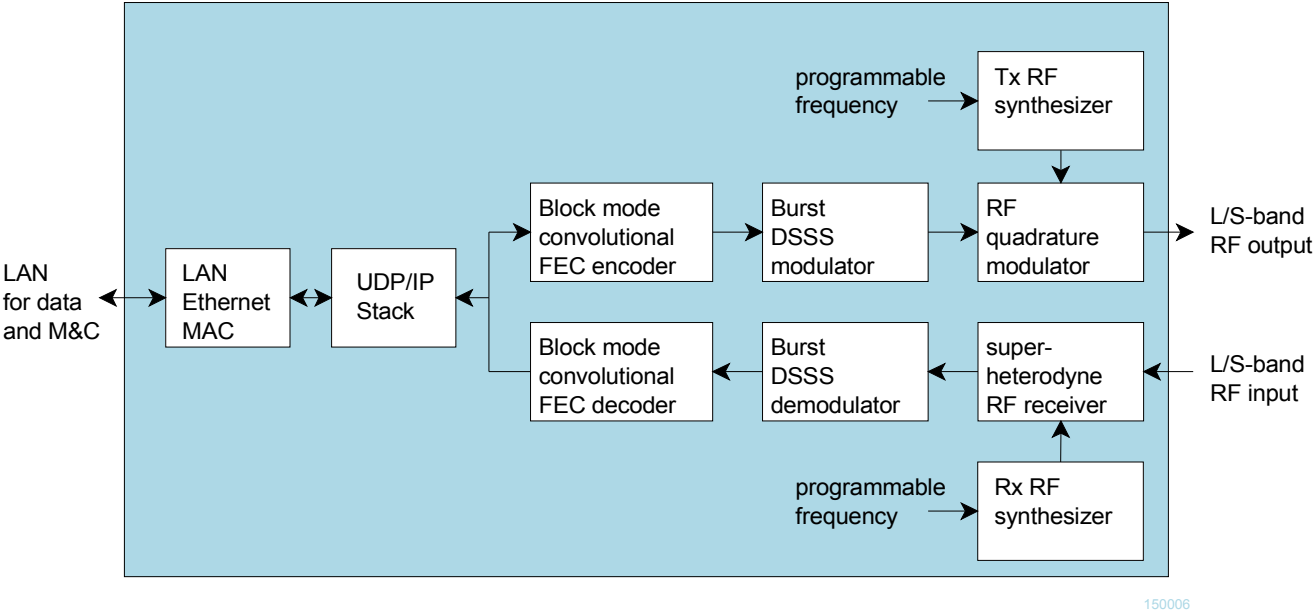 programmable
frequency
Tx RF
synthesizer
Block mode
convolutional
FEC encoder
Burst
DSSS
modulator
RF
quadrature
modulator
L/S-band
RF output
LAN
for data
and M&C
LAN
Ethernet
MAC
UDP/IP
Stack
Block mode
convolutional
FEC decoder
Burst
DSSS
demodulator
super-
heterodyne
RF receiver
L/S-band
RF input
programmable
frequency
Rx RF
synthesizer
150006